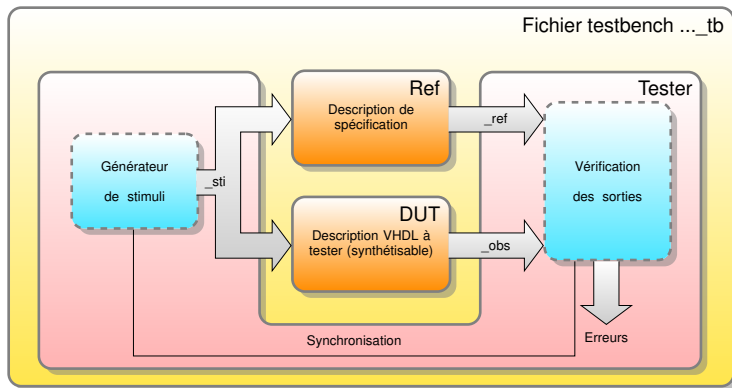 Fichier testbench ..._tb
Ref
Tester
Description de
spécification
_ref
Générateur
de stimuli
_sti
Vérification
des sorties
DUT
Description VHDL à
tester (synthétisable)
_obs
Synchronisation
Erreurs